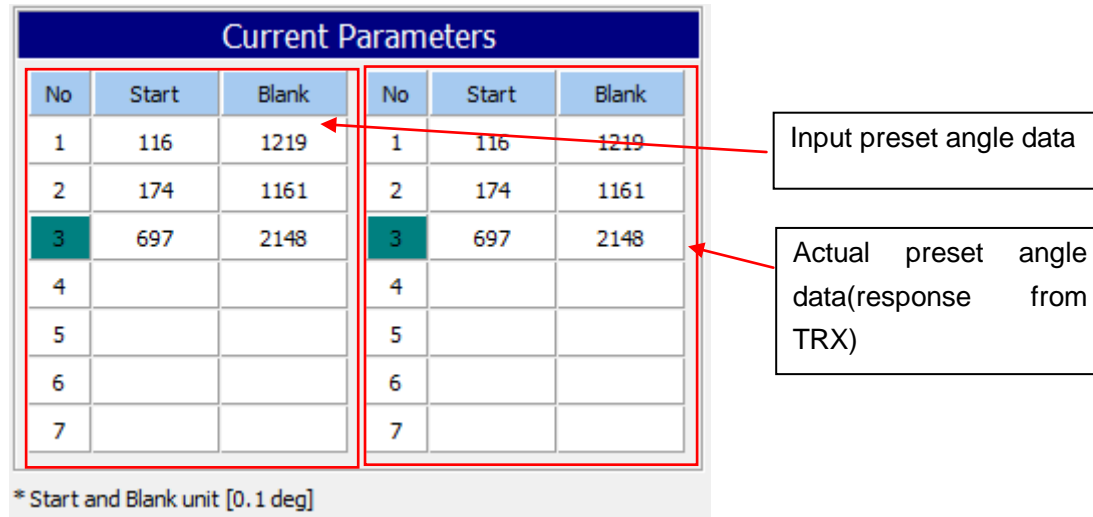 Current Parameters
No Start Blank No Start Blank
1 116 1219 1 116 1219
2 174 1161 2 174 1161
3 697 2148 3 697 2148
4 4
5 5
6 6
7 7
* Start and Blank unit [0.1 deg]
Input preset angle data
Actual preset angle
data(response from
TRX)